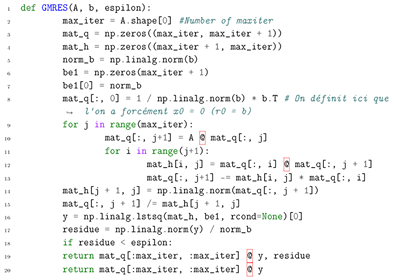 1 def GMRES(A, b, espilon):
2 max_iter = A.shape[0] #Number of maxiter
3 mat_q = np.zeros((max_iter, max_iter + 1))
4 mat_h = np.zeros((max_iter + 1, max_iter))
5 norm_b = np.linalg.norm(b)
6 be1 = np.zeros(max_iter + 1)
7 be1[0] = norm_b
8 mat_q[:, 0] = 1 / np.linalg.norm(b) * b.T # On définit ici que
↪ l'on a forcément x0 = 0 (r0 = b)
9 for j in range(max_iter):
10 mat_q[:, j+1] = A @ mat_q[:, j]
11 for i in range(j+1):
12 mat_h[i, j] = mat_q[:, i] @ mat_q[:, j + 1]
13 mat_q[:, j+1] -= mat_h[i, j] * mat_q[:, i]
14 mat_h[j + 1, j] = np.linalg.norm(mat_q[:, j + 1])
15 mat_q[:, j + 1] /= mat_h[j + 1, j]
16 y = np.linalg.lstsq(mat_h, be1, rcond=None)[0]
17 residue = np.linalg.norm(y) / norm_b
18 if residue < espilon:
19 return mat_q[:max_iter, :max_iter] @ y, residue
20 return mat_q[:max_iter, :max_iter] @ y